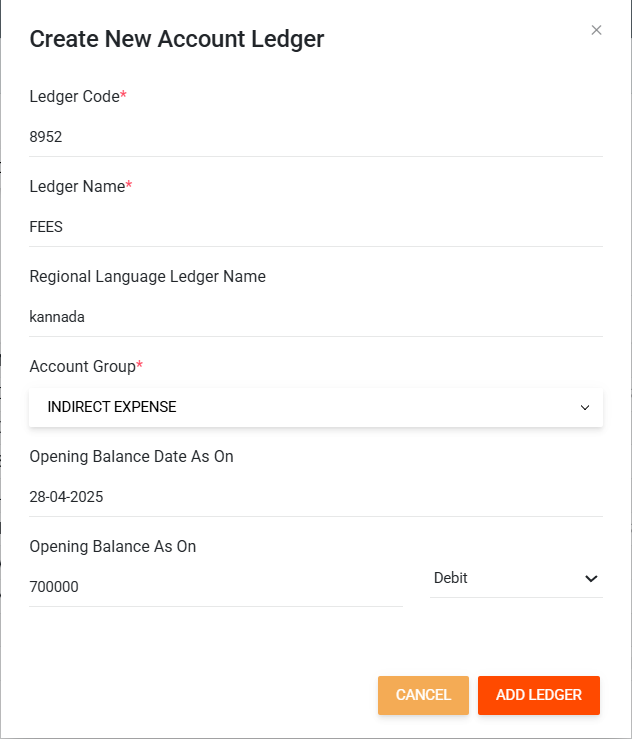 Create New Account Ledger
Ledger Code*
8952
Ledger Name*
FEES
Regional Language Ledger Name
kannada
Account Group*
INDIRECT EXPENSE
Opening Balance Date As On
28-04-2025
Opening Balance As On
700000
Debit
CANCEL ADD LEDGER